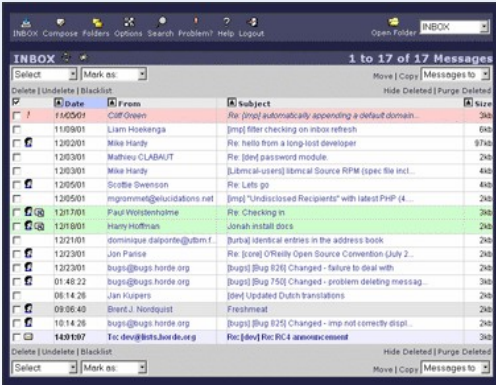 INBOX Compose Folders Options Search Problem? Help Logout
Open Folder INBOX
INBOX
1 to 17 of 17 Messages
Select Mark as: Move | Copy Messages to
Delete | Undelete | Blacklist Hide Deleted | Purge Deleted
Date From Subject Size
11/05/01 Cliff Green Re: [imp] automatically appending a default domain... 3kb
11/09/01 Liam Hoekenga [imp] filter checking on inbox refresh 6kb
12/02/01 Mike Hardy Re: hello from a long-lost developer 97kb
12/03/01 Mathieu CLABAUT Re: [dev] password module. 2kb
12/03/01 Mike Hardy [Libmcal-users] libmcal Source RPM (spec file incl... 4kb
12/05/01 Scottie Swenson Re: Lets go 4kb
12/05/01 mgrommet@elucidations.net [imp] "Undisclosed Recipients" with latest PHP (4.... 2kb
12/17/01 Paul Wolstenholme Re: Checking in 3kb
12/18/01 Harry Hoffman Jonah install docs 2kb
12/21/01 dominique.dalponte@utbm.f... [turba] identical entries in the address book 2kb
12/23/01 Jon Parise Re: [core] O'Reilly Open Source Convention (July 2... 2kb
12/23/01 bugs@bugs.horde.org [bugs] [Bug 826] Changed - failure to deal with 2kb
01:48:22 bugs@bugs.horde.org [bugs] [Bug 750] Changed - problem deleting messag... 3kb
06:14:26 Jan Kuipers [dev] Updated Dutch translations 2kb
09:06:40 Brent J. Nordquist Freshmeat 2kb
10:14:26 bugs@bugs.horde.org [bugs] [Bug 825] Changed - imp not correctly displ... 2kb
14:01:07 To: dev@lists.horde.org Re: [dev] Re: RC4 announcement 3kb
Delete | Undelete | Blacklist Hide Deleted | Purge Deleted
Select Mark as: Move | Copy Messages to